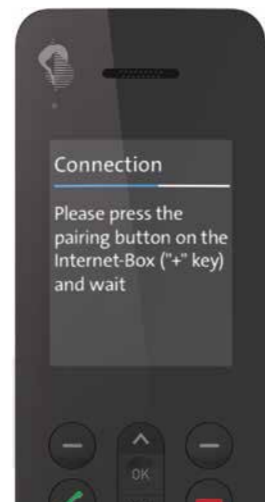 Connection
Please press the
pairing button on the
Internet-Box ("+" key)
and wait
OK